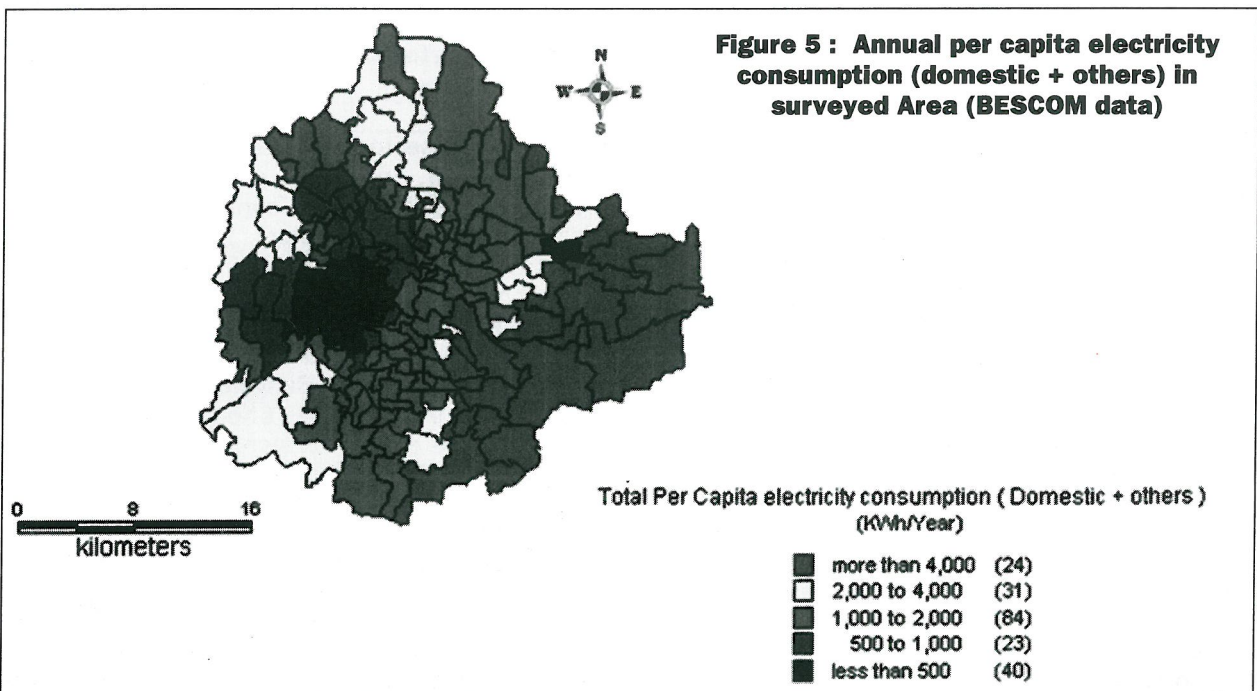 Figure 5 : Annual per capita electricity
consumption (domestic + others) in
surveyed Area (BESCOM data)
N
W E
S
0 8 16
kilometers
Total Per Capita electricity consumption ( Domestic + others )
(KWh/Year)
more than 4,000 (24)
2,000 to 4,000 (31)
1,000 to 2,000 (84)
500 to 1,000 (23)
less than 500 (40)